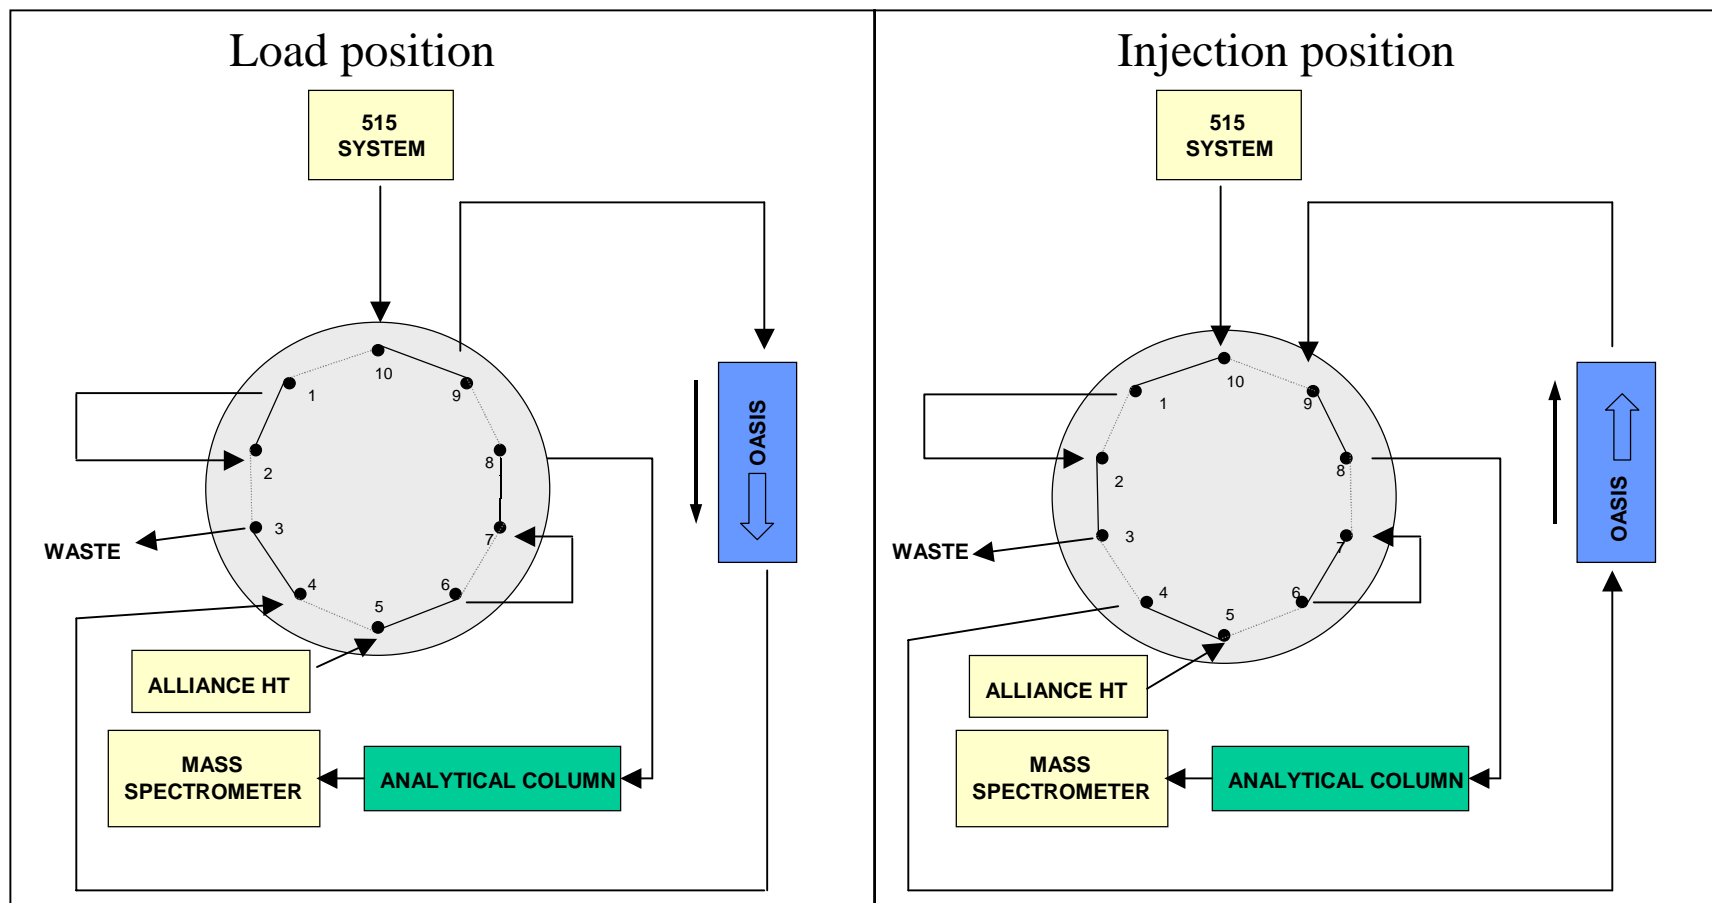 Load position
515
SYSTEM
10
1
9
2
8
3
7
WASTE
4
6
5
OASIS
ALLIANCE HT
MASS
SPECTROMETER
ANALYTICAL COLUMN
Injection position
515
SYSTEM
10
1
9
2
8
3
7
WASTE
4
6
5
OASIS
ALLIANCE HT
MASS
SPECTROMETER
ANALYTICAL COLUMN